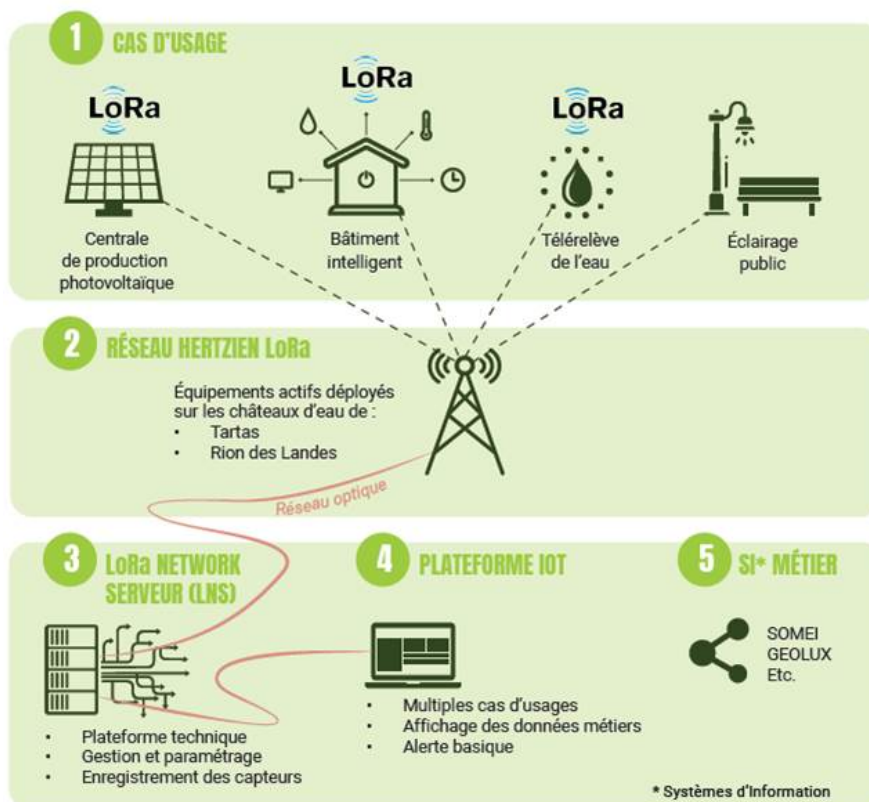 1 CAS D'USAGE
LoRa
LoRa
LoRa
Centrale
de production
photovoltaïque
Bâtiment
intelligent
Télérelève
de l'eau
Éclairage
public
2 RÉSEAU HERTZIEN LoRa
Équipements actifs déployés
sur les châteaux d'eau de :
• Tartas
• Rion des Landes
Réseau optique
3 LoRa NETWORK
SERVEUR (LNS)
• Plateforme technique
• Gestion et paramétrage
• Enregistrement des capteurs
4 PLATEFORME IOT
• Multiples cas d'usages
• Affichage des données métiers
• Alerte basique
5 SI* MÉTIER
SOMEI
GEOLUX
Etc.
* Systèmes d'Information